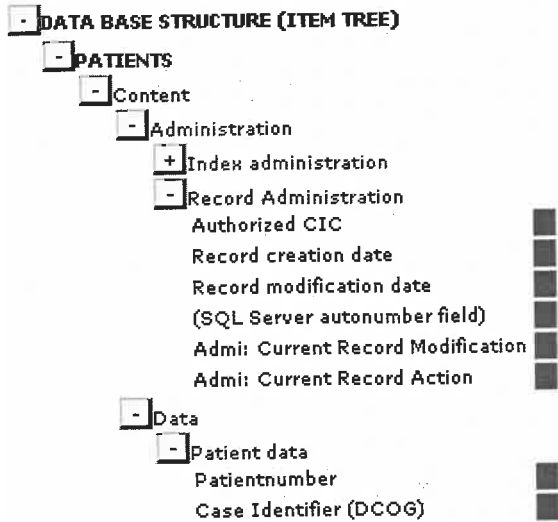 - DATA BASE STRUCTURE (ITEM TREE)
- PATIENTS
- Content
- Administration
+ Index administration
- Record Administration
Authorized CIC
Record creation date
Record modification date
(SQL Server autonumber field)
Admi: Current Record Modification
Admi: Current Record Action
- Data
- Patient data
Patientnumber
Case Identifier (DCOG)